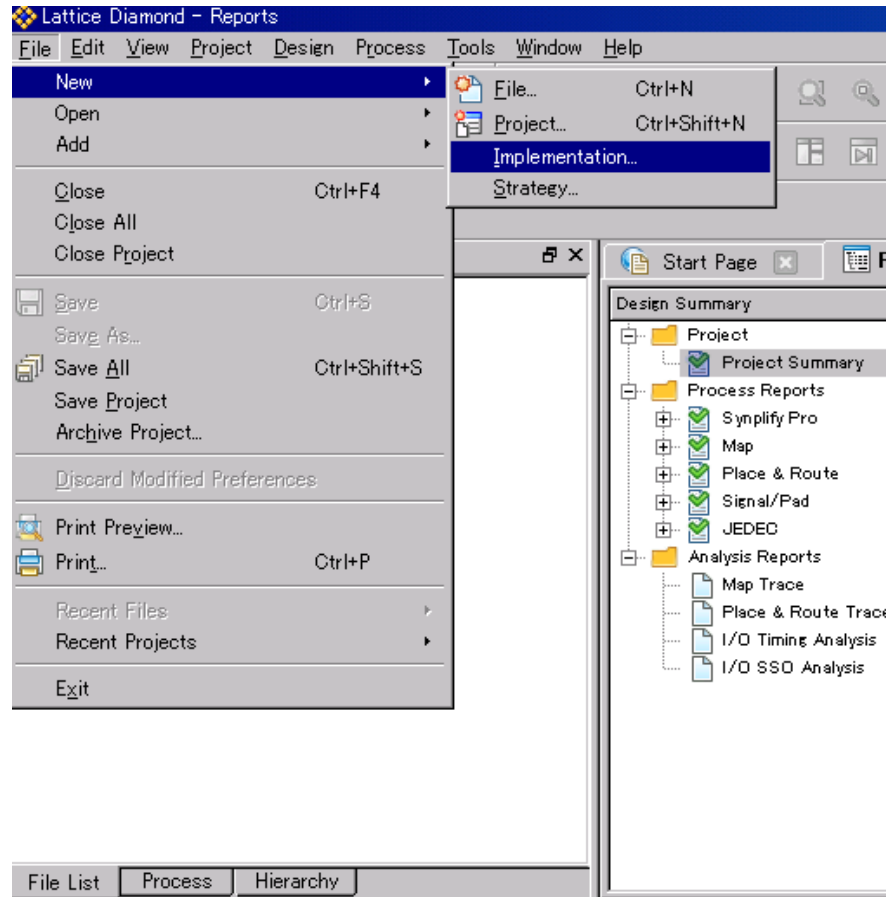 Lattice Diamond - Reports
File Edit View Project Design Process Tools Window Help
New
Open
Add
Close Ctrl+F4
Close All
Close Project
Save Ctrl+S
Save As...
Save All Ctrl+Shift+S
Save Project
Archive Project...
Discard Modified Preferences
Print Preview...
Print... Ctrl+P
Recent Files
Recent Projects
Exit
File... Ctrl+N
Project... Ctrl+Shift+N
Implementation...
Strategy...
Start Page
Design Summary
Project
Project Summary
Process Reports
Synplify Pro
Map
Place & Route
Signal/Pad
JEDEC
Analysis Reports
Map Trace
Place & Route Trace
I/O Timing Analysis
I/O SSO Analysis
File List Process Hierarchy